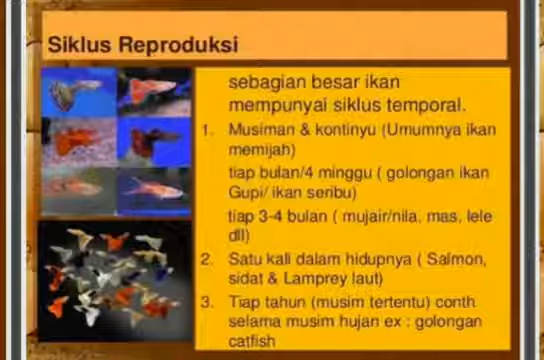 Siklus Reproduksi
sebagian besar ikan
mempunyai siklus temporal.
1. Musiman & kontinyu (Umumnya ikan
memijah)
tiap bulan/4 minggu ( golongan ikan
Gupi/ ikan seribu)
tiap 3-4 bulan ( mujair/nila, mas, lele
dll)
2. Satu kali dalam hidupnya ( Salmon,
sidat & Lamprey laut)
3. Tiap tahun (musim tertentu) conth
selama musim hujan ex : golongan
catfish